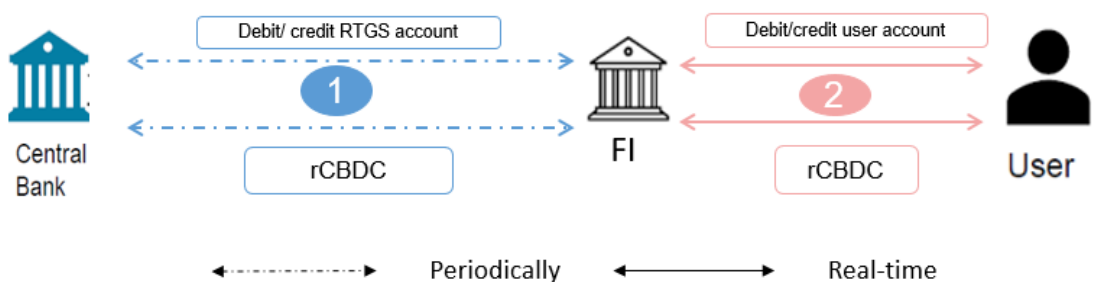 Debit/ credit RTGS account
Debit/credit user account
1
2
Central
Bank
FI
User
rCBDC
rCBDC
Periodically
Real-time